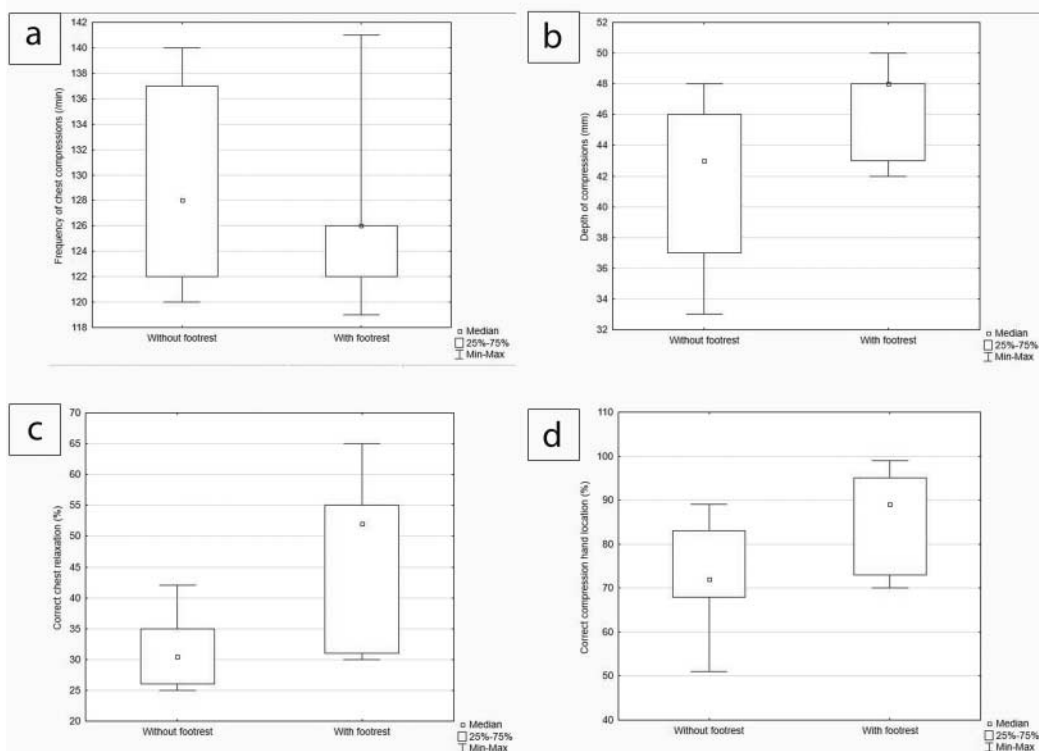 a
Frequency of chest compressions (/min)
142
140
138
136
134
132
130
128
126
124
122
120
118
Without footrest
With footrest
Median
25%-75%
Min-Max
b
Depth of compressions (mm)
52
50
48
46
44
42
40
38
36
34
32
Without footrest
With footrest
Median
25%-75%
Min-Max
c
Correct chest relaxation (%)
70
65
60
55
50
45
40
35
30
25
20
Without footrest
With footrest
Median
25%-75%
Min-Max
d
Correct compression hand location (%)
110
100
90
80
70
60
50
40
Without footrest
With footrest
Median
25%-75%
Min-Max